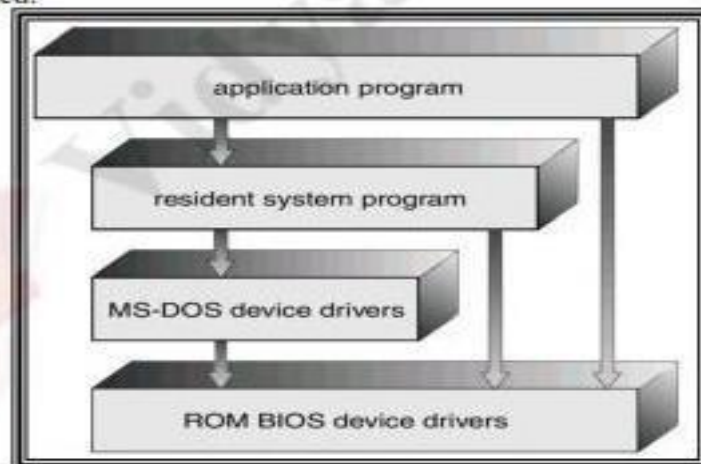 application program
resident system program
MS-DOS device drivers
ROM BIOS device drivers